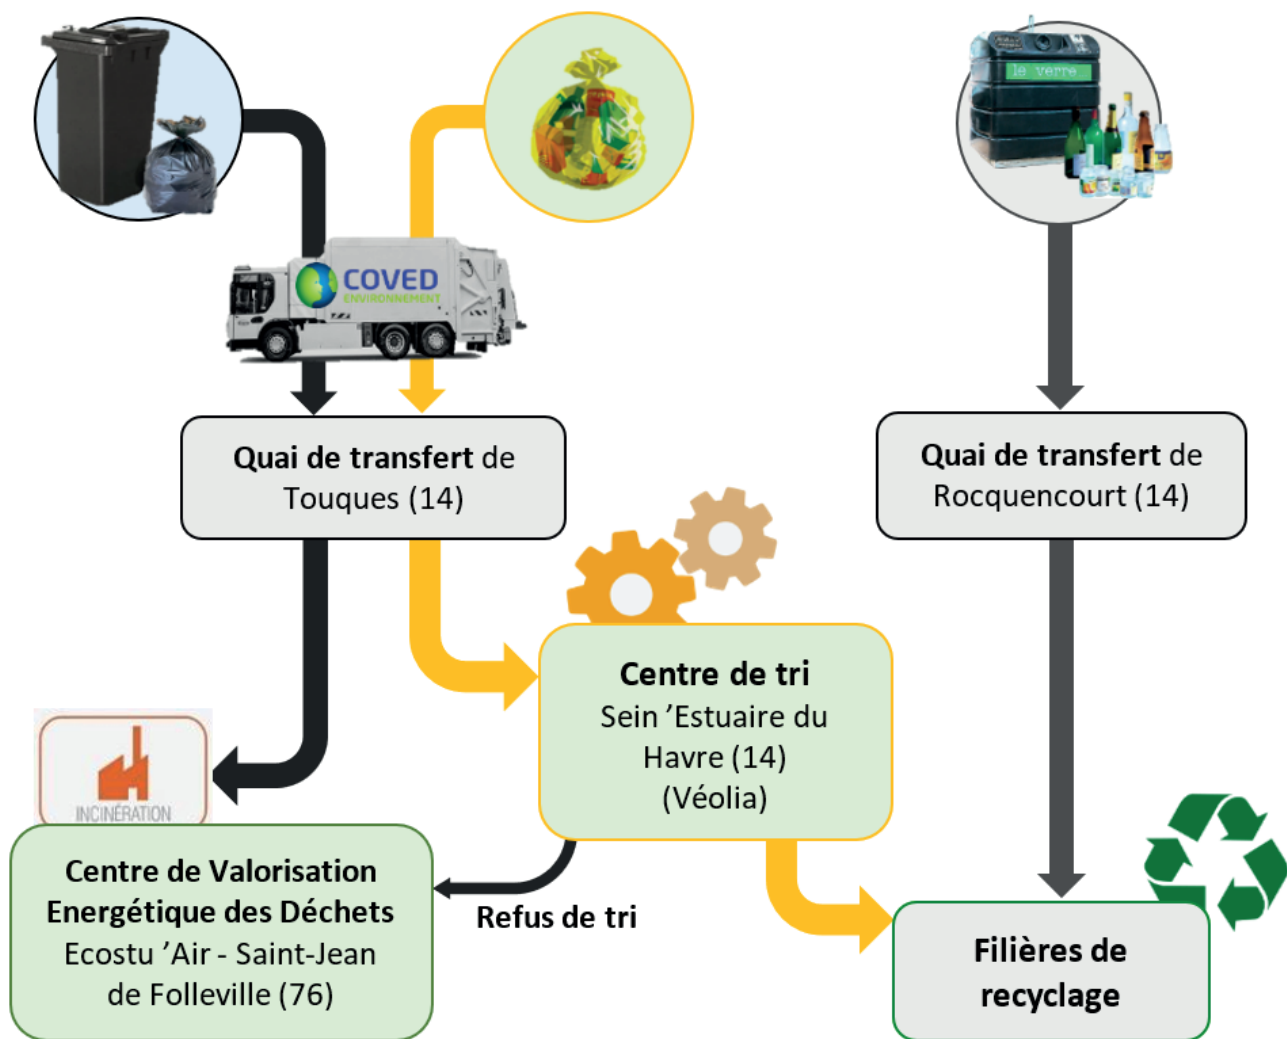 le verre
COVED
ENVIRONNEMENT
Quai de transfert de
Touques (14)
Quai de transfert de
Rocquencourt (14)
Centre de tri
Sein ’Estuaire du
Havre (14)
(Véolia)
INCINÉRATION
Centre de Valorisation
Energétique des Déchets
Ecostu ’Air - Saint-Jean
de Folleville (76)
Refus de tri
Filières de
recyclage